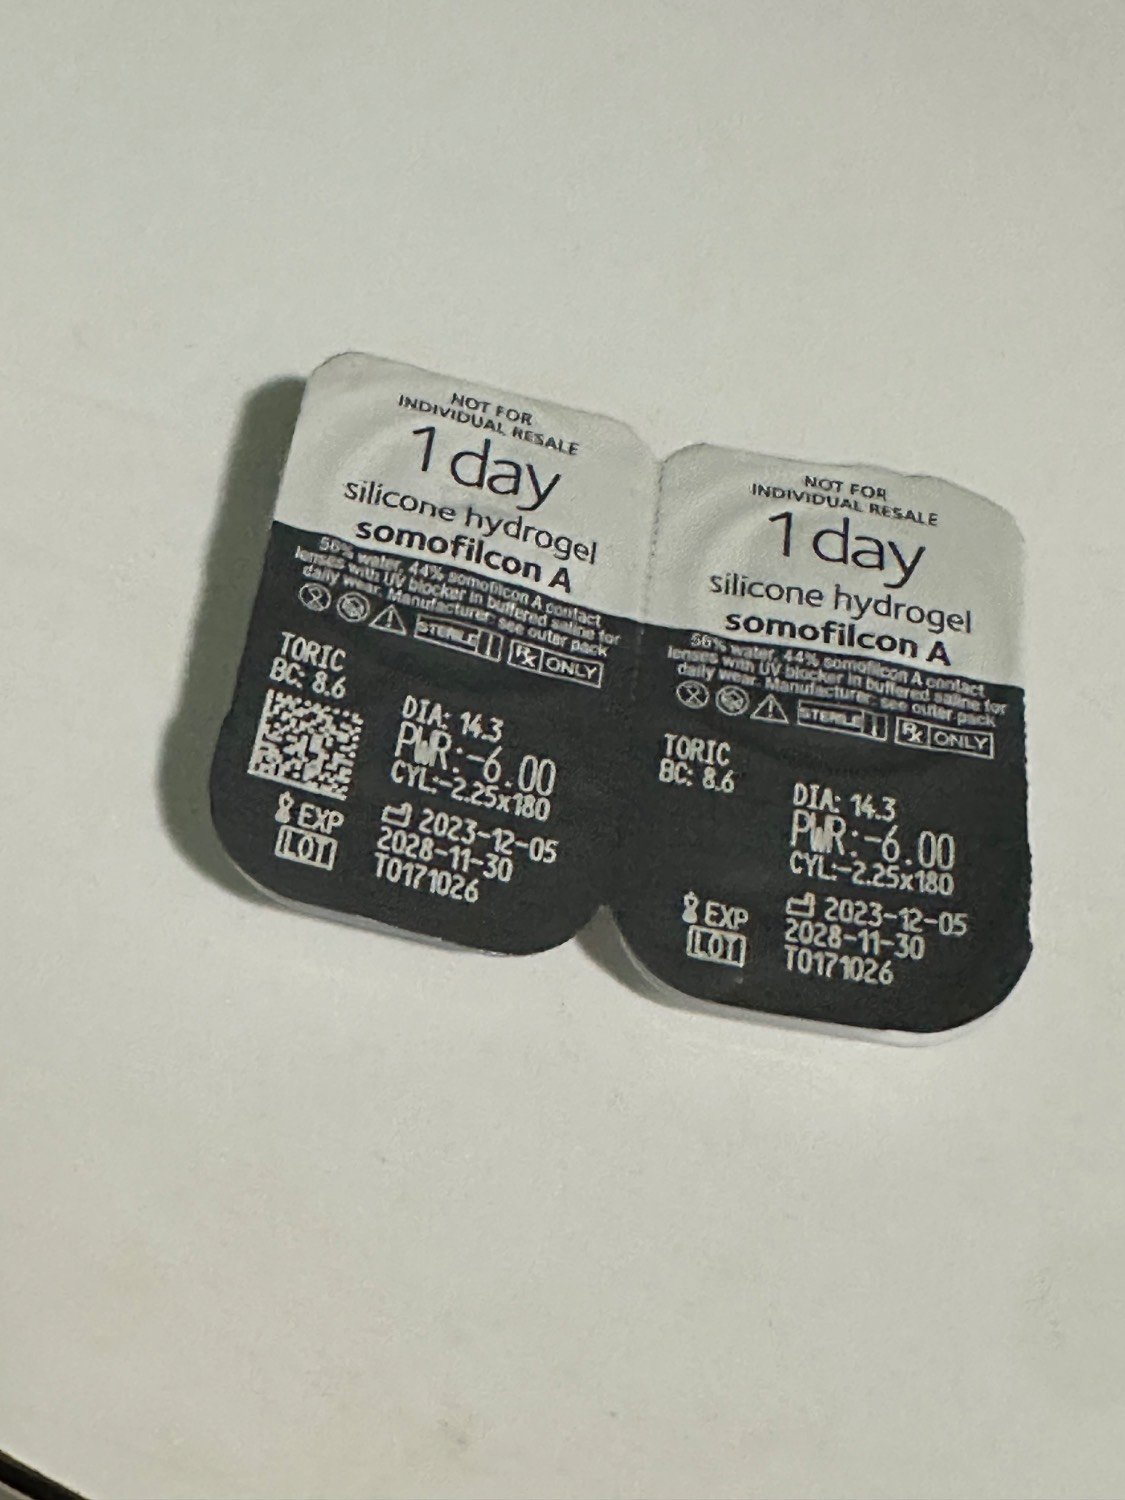 NOT FOR
INDIVIDUAL RESALE
1 day
silicone hydrogel
somofilcon A
56% water, 44% somofilcon A contact
lenses with UV blocker in buffered saline for
daily wear. Manufacturer: see outer pack
STERILE
Rx ONLY
TORIC
BC: 8.6
DIA: 14.3
PWR:-6.00
CYL:-2.25x180
2023-12-05
EXP 2028-11-30
LOT T0171026
NOT FOR
INDIVIDUAL RESALE
1 day
silicone hydrogel
somofilcon A
56% water, 44% somofilcon A contact
lenses with UV blocker in buffered saline for
daily wear. Manufacturer: see outer pack
STERILE
Rx ONLY
TORIC
BC: 8.6
DIA: 14.3
PWR:-6.00
CYL:-2.25x180
2023-12-05
EXP 2028-11-30
LOT T0171026